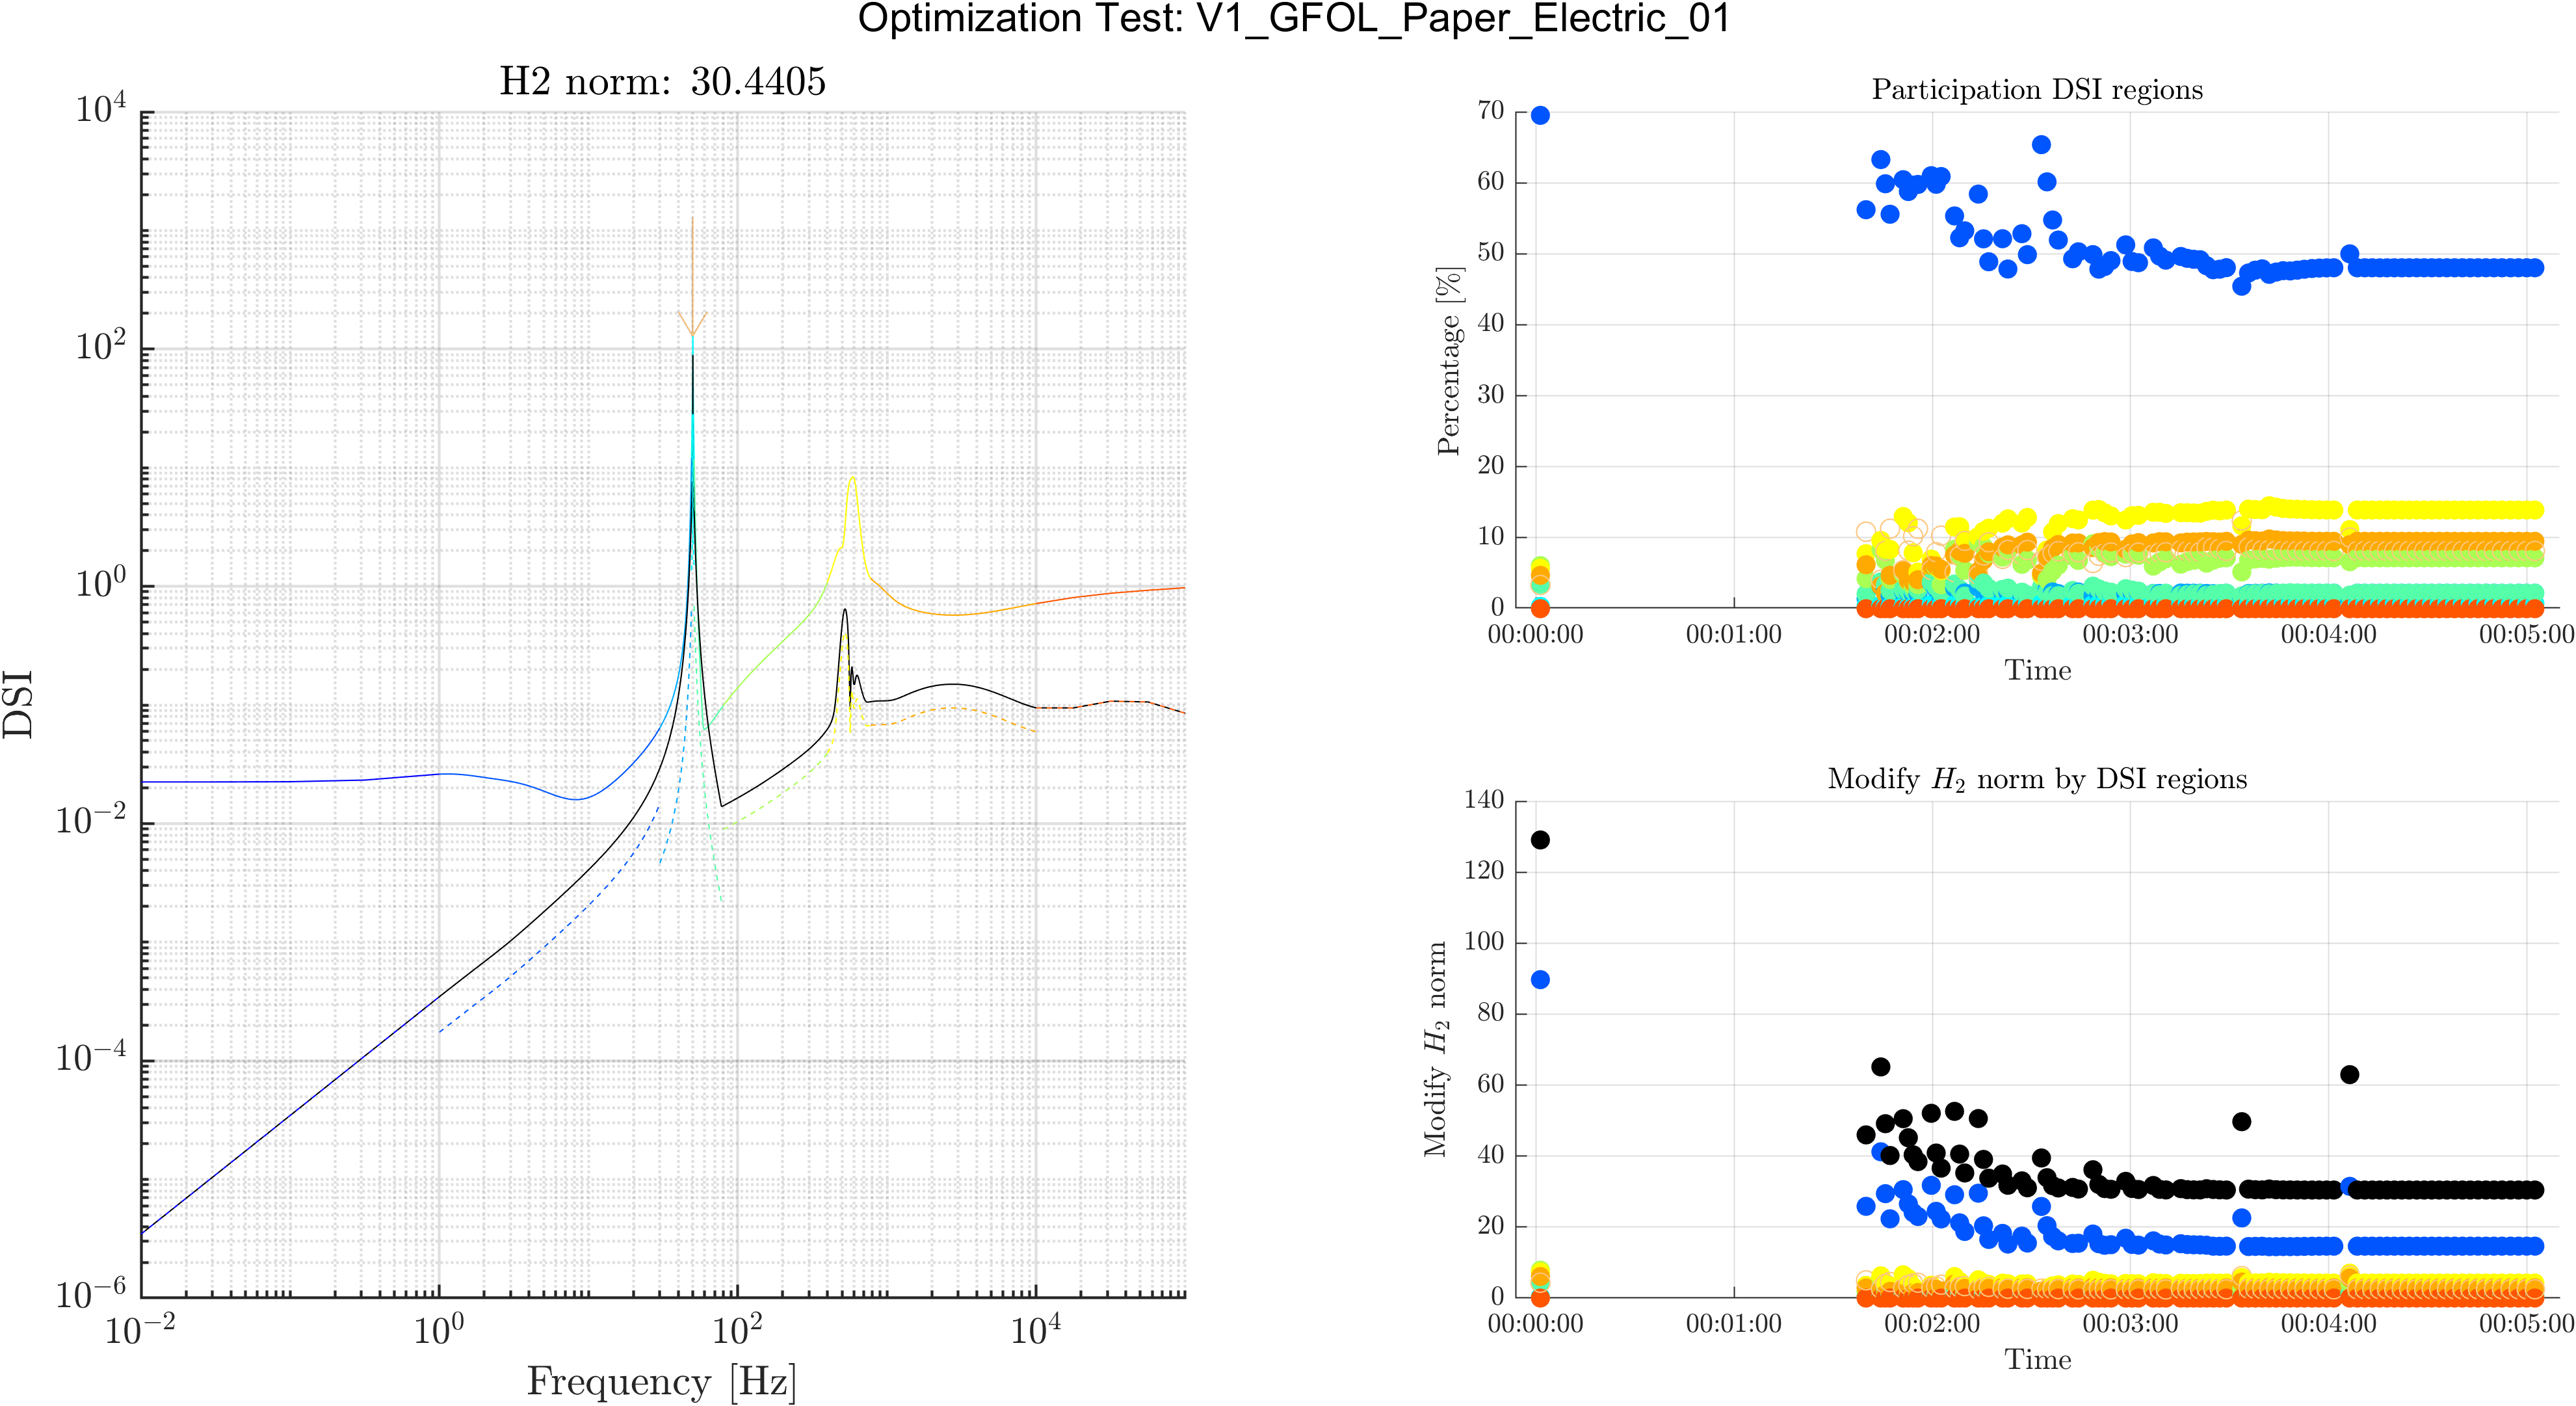 Optimization Test: V1_GFOL_Paper_Electric_01
H2 norm: 30.4405
10^4
10^2
10^0
10^-2
10^-4
10^-6
DSI
10^-2 10^0 10^2 10^4
Frequency [Hz]
Participation DSI regions
70
60
50
40
30
20
10
0
Percentage [%]
00:00:00 00:01:00 00:02:00 00:03:00 00:04:00 00:05:00
Time
Modify H2 norm by DSI regions
140
120
100
80
60
40
20
0
Modify H2 norm
00:00:00 00:01:00 00:02:00 00:03:00 00:04:00 00:05:00
Time